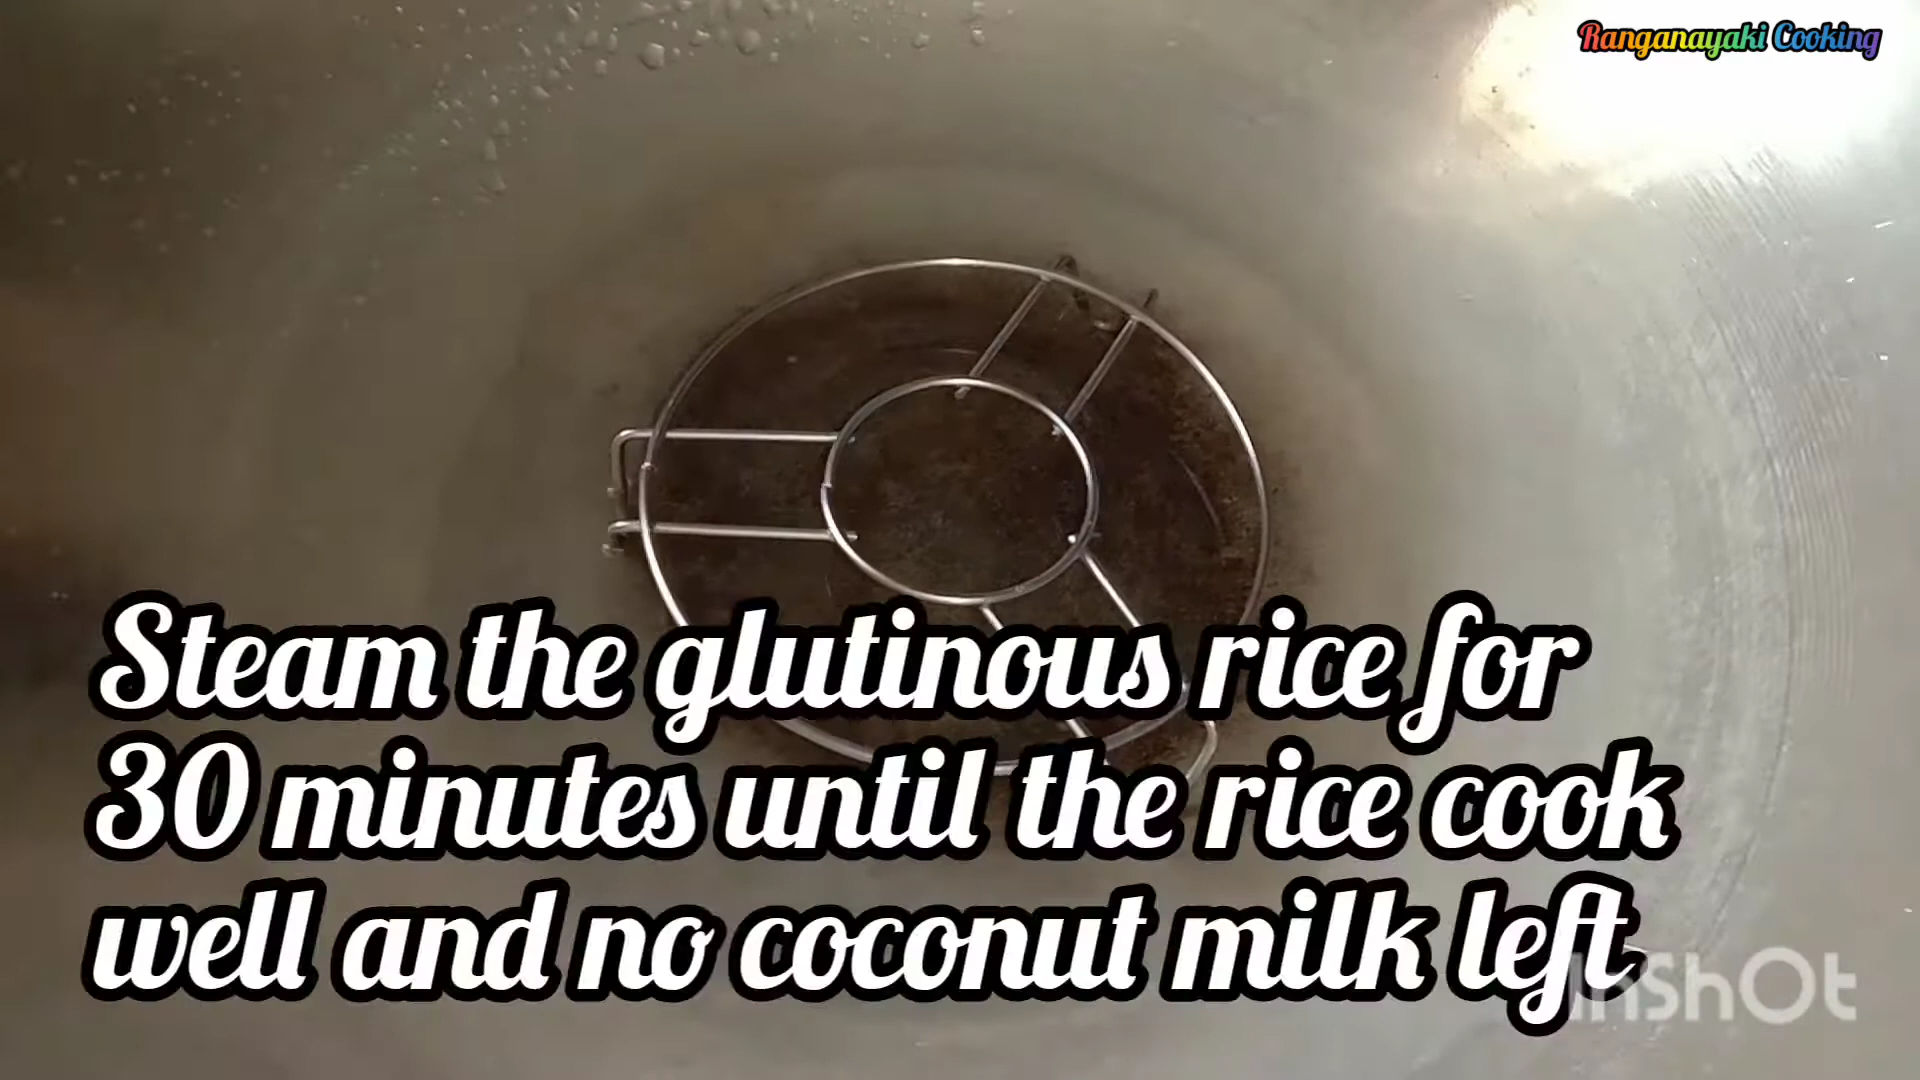 Ranganayaki Cooking
Steam the glutinous rice for
30 minutes until the rice cook
well and no coconut milk left
InShOt